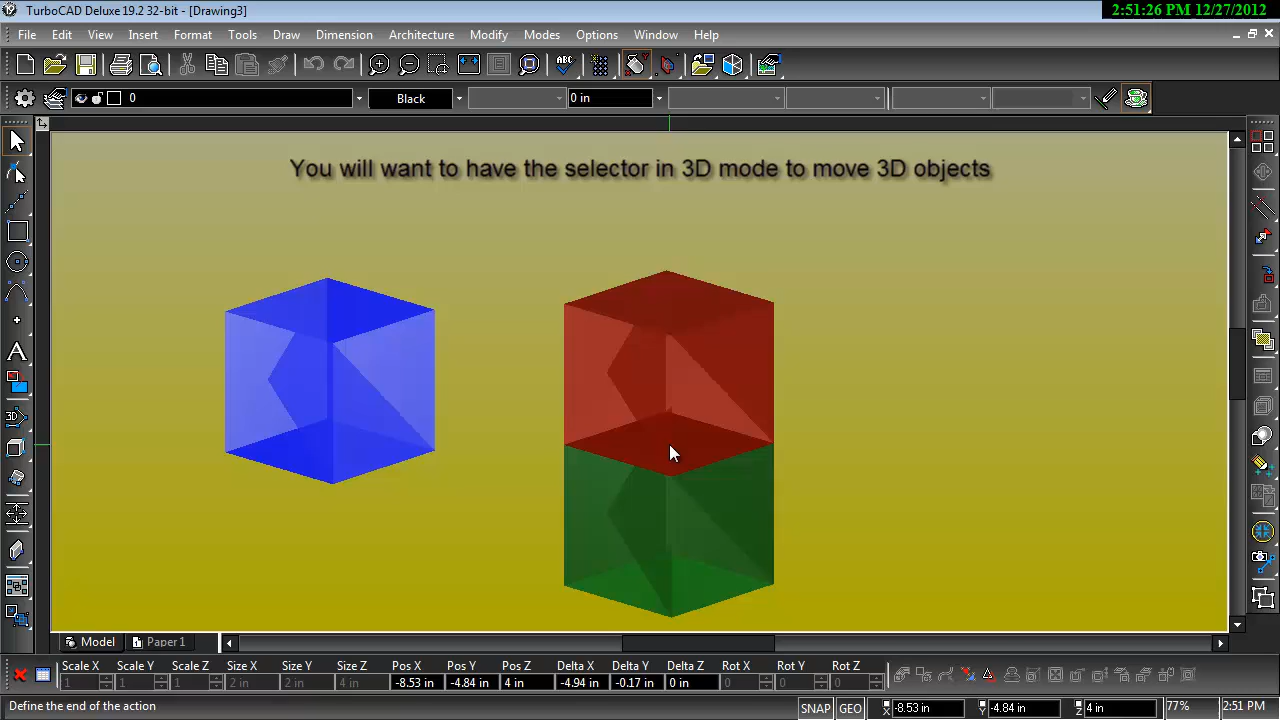 TurboCAD Deluxe 19.2 32-bit - [Drawing3]
2:51:26 PM 12/27/2012
File Edit View Insert Format Tools Draw Dimension Architecture Modify Modes Options Window Help
ABC
0 Black 0 in
You will want to have the selector in 3D mode to move 3D objects
A
3D
Model Paper 1
Scale X Scale Y Scale Z Size X Size Y Size Z Pos X Pos Y Pos Z Delta X Delta Y Delta Z Rot X Rot Y Rot Z
1 1 1 2 in 2 in 4 in -8.53 in -4.84 in 4 in -4.94 in -0.17 in 0 in 0 0 0
Define the end of the action SNAP GEO X -8.53 in Y -4.84 in Z 4 in 77% 2:51 PM